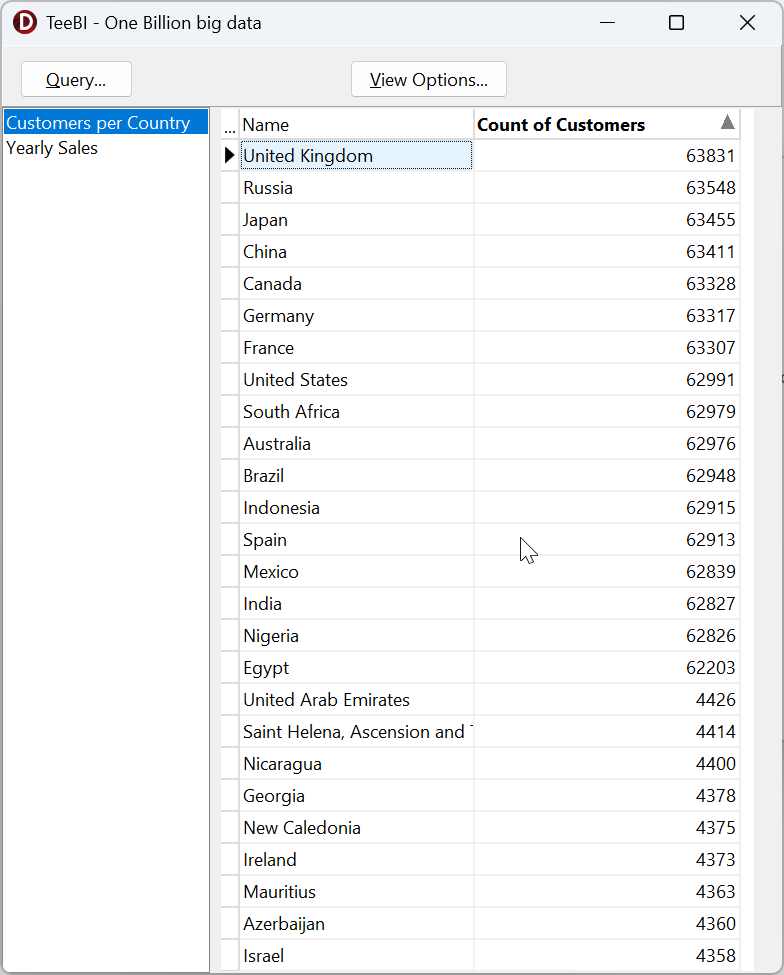 TeeBI - One Billion big data
Query... View Options...
Customers per Country
Yearly Sales
... Name Count of Customers
United Kingdom 63831
Russia 63548
Japan 63455
China 63411
Canada 63328
Germany 63317
France 63307
United States 62991
South Africa 62979
Australia 62976
Brazil 62948
Indonesia 62915
Spain 62913
Mexico 62839
India 62827
Nigeria 62826
Egypt 62203
United Arab Emirates 4426
Saint Helena, Ascension and 4414
Nicaragua 4400
Georgia 4378
New Caledonia 4375
Ireland 4373
Mauritius 4363
Azerbaijan 4360
Israel 4358